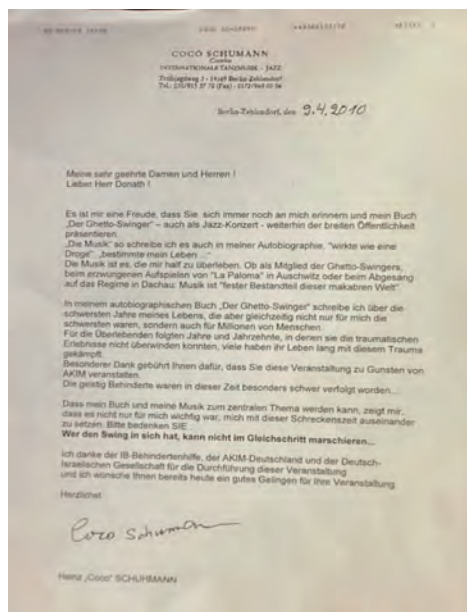 COCO SCHUMANN
Combo
INTERNATIONALE TANZMUSIK - JAZZ
Berlin-Zehlendorf, den 9.4.2010
Meine sehr geehrte Damen und Herren !
Lieber Herr Donath !
Es ist mir eine Freude, dass Sie sich immer noch an mich erinnern und mein Buch
„Der Ghetto-Swinger" – auch als Jazz-Konzert - weiterhin der breiten Öffentlichkeit
präsentieren.
„Die Musik" so schreibe ich es auch in meiner Autobiographie, "wirkte wie eine
Droge" „bestimmte mein Leben ..."
Die Musik ist es, die mir half zu überleben. Ob als Mitglied der Ghetto-Swingers,
beim erzwungenen Aufspielen von "La Paloma" in Auschwitz oder beim Abgesang
auf das Regime in Dachau: Musik ist "fester Bestandteil dieser makabren Welt".
In meinem autobiographischen Buch „Der Ghetto-Swinger" schreibe ich über die
schwersten Jahre meines Lebens, die aber gleichzeitig nicht nur für mich die
schwersten waren, sondern auch für Millionen von Menschen.
Für die Überlebenden folgten Jahre und Jahrzehnte, in denen sie die traumatischen
Erlebnisse nicht überwinden konnten, viele haben ihr Leben lang mit diesem Trauma
gekämpft.
Besonderer Dank gebührt Ihnen dafür, dass Sie diese Veranstaltung zu Gunsten von
AKIM veranstalten.
Die geistig Behinderte waren in dieser Zeit besonders schwer verfolgt worden...
Dass mein Buch und meine Musik zum zentralen Thema werden kann, zeigt mir,
dass es nicht nur für mich wichtig war, mich mit dieser Schreckenszeit auseinander
zu setzen. Bitte bedenken SIE
Wer den Swing in sich hat, kann nicht im Gleichschritt marschieren...
Ich danke der IB-Behindertenhilfe, der AKIM-Deutschland und der Deutsch-
Israelischen Gesellschaft für die Durchführung dieser Veranstaltung
und ich wünsche Ihnen bereits heute ein gutes Gelingen für Ihre Veranstaltung
Herzlichst
Coco Schumann
Heinz „Coco" SCHUHMANN